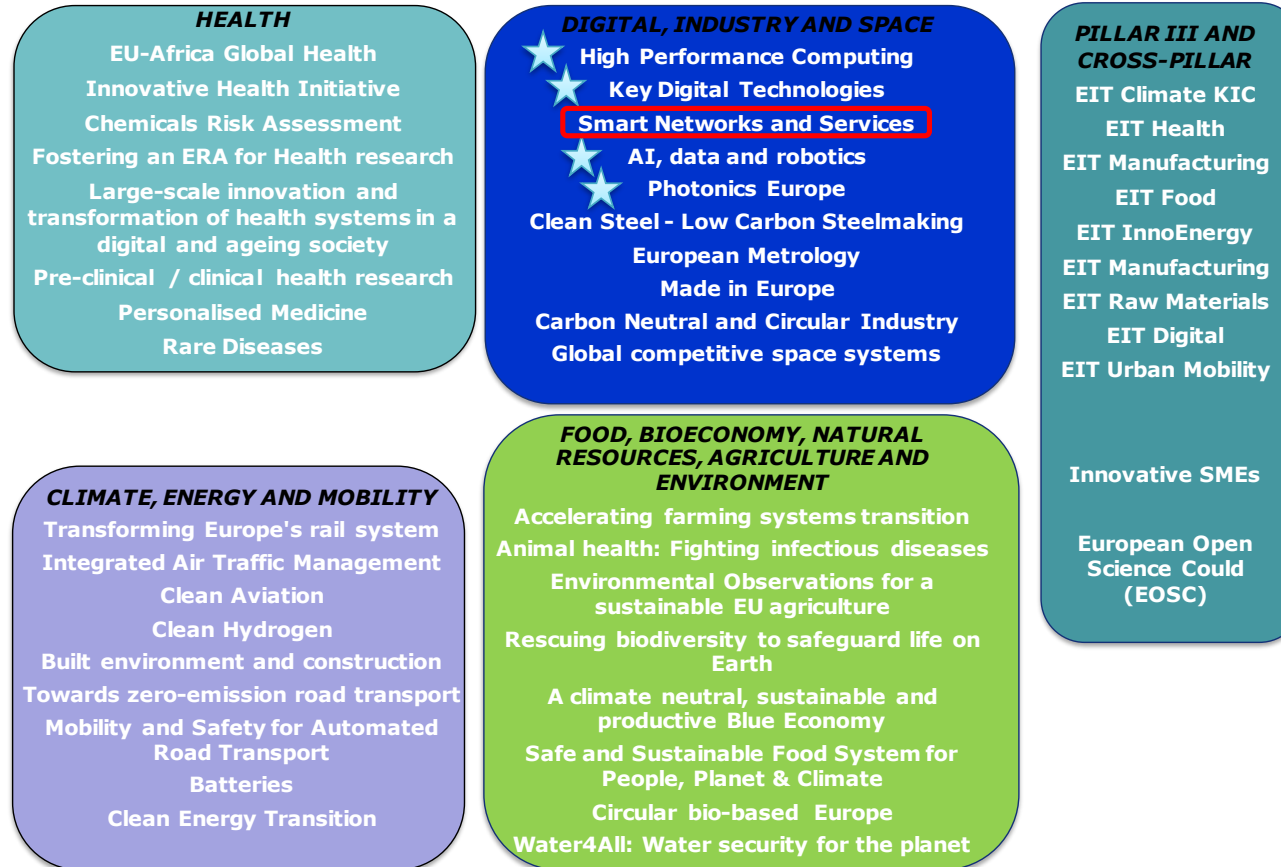 HEALTH
EU-Africa Global Health
Innovative Health Initiative
Chemicals Risk Assessment
Fostering an ERA for Health research
Large-scale innovation and
transformation of health systems in a
digital and ageing society
Pre-clinical / clinical health research
Personalised Medicine
Rare Diseases
DIGITAL, INDUSTRY AND SPACE
High Performance Computing
Key Digital Technologies
Smart Networks and Services
AI, data and robotics
Photonics Europe
Clean Steel - Low Carbon Steelmaking
European Metrology
Made in Europe
Carbon Neutral and Circular Industry
Global competitive space systems
PILLAR III AND
CROSS-PILLAR
EIT Climate KIC
EIT Health
EIT Manufacturing
EIT Food
EIT InnoEnergy
EIT Manufacturing
EIT Raw Materials
EIT Digital
EIT Urban Mobility
Innovative SMEs
European Open
Science Could
(EOSC)
CLIMATE, ENERGY AND MOBILITY
Transforming Europe's rail system
Integrated Air Traffic Management
Clean Aviation
Clean Hydrogen
Built environment and construction
Towards zero-emission road transport
Mobility and Safety for Automated
Road Transport
Batteries
Clean Energy Transition
FOOD, BIOECONOMY, NATURAL
RESOURCES, AGRICULTURE AND
ENVIRONMENT
Accelerating farming systems transition
Animal health: Fighting infectious diseases
Environmental Observations for a
sustainable EU agriculture
Rescuing biodiversity to safeguard life on
Earth
A climate neutral, sustainable and
productive Blue Economy
Safe and Sustainable Food System for
People, Planet & Climate
Circular bio-based Europe
Water4All: Water security for the planet